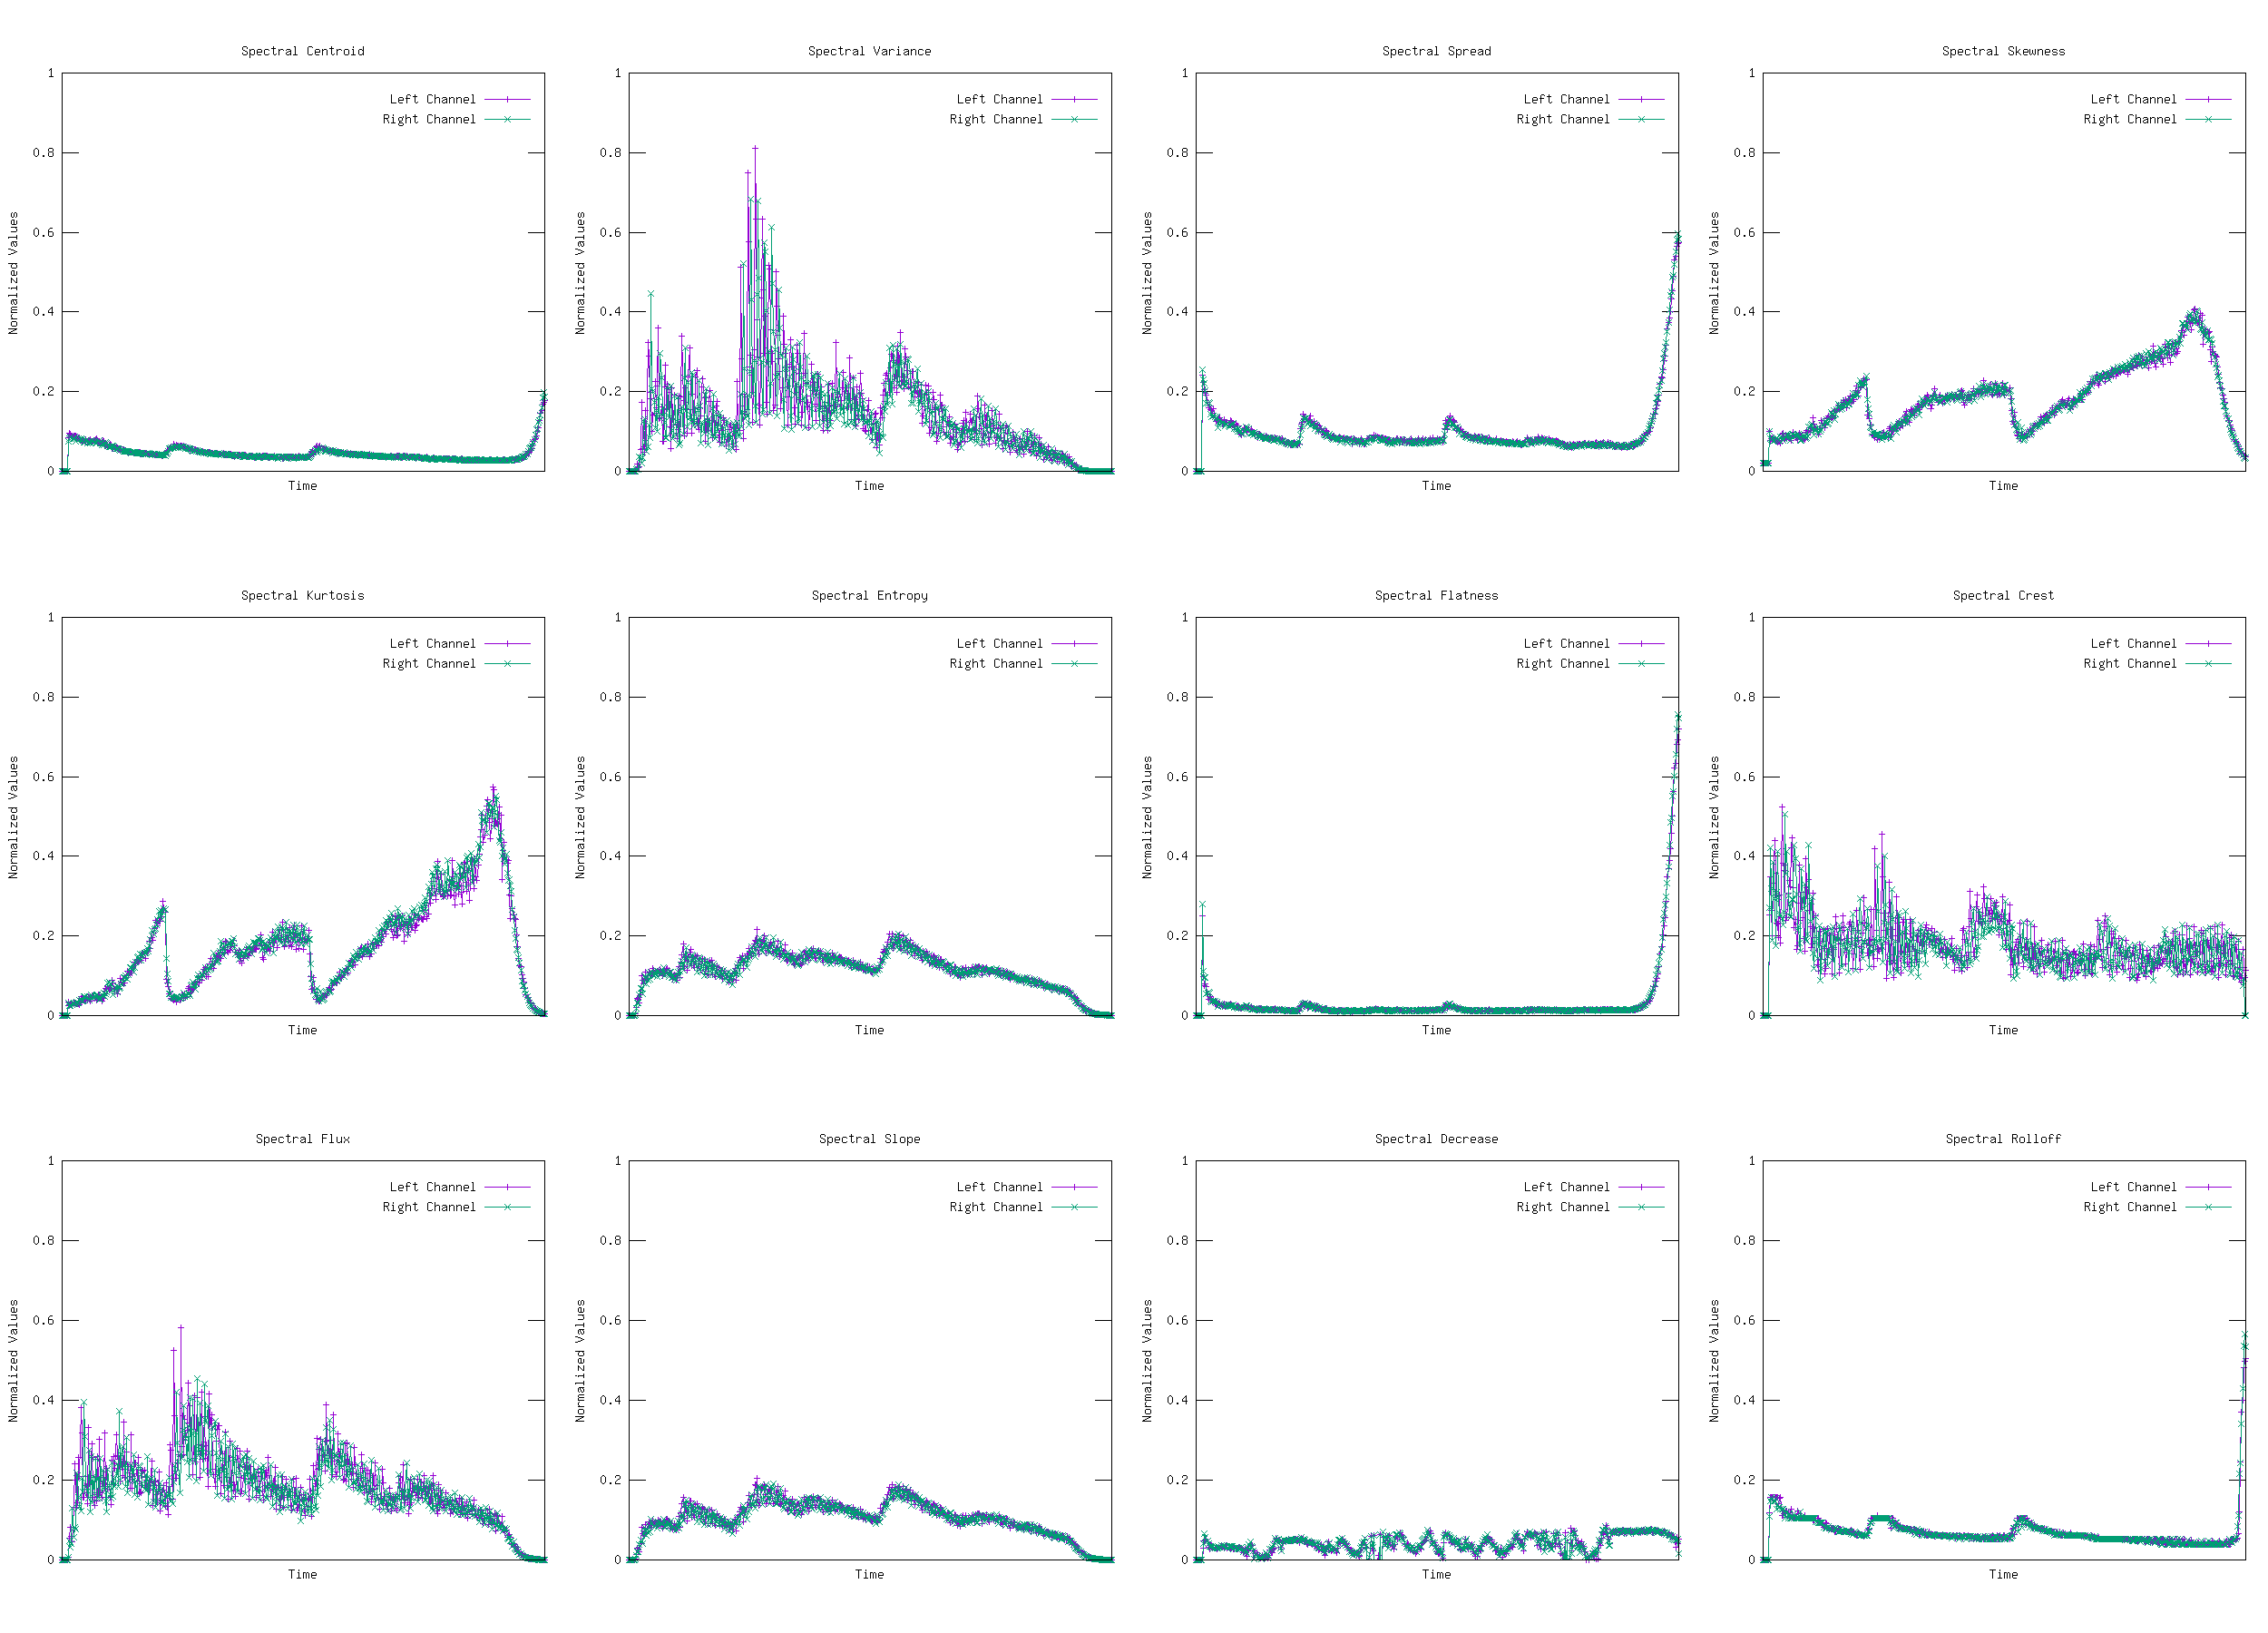 Spectral Centroid
1
0.8
0.6
0.4
0.2
0
Normalized Values
Time
Left Channel
Right Channel
Spectral Variance
1
0.8
0.6
0.4
0.2
0
Normalized Values
Time
Left Channel
Right Channel
Spectral Spread
1
0.8
0.6
0.4
0.2
0
Normalized Values
Time
Left Channel
Right Channel
Spectral Skewness
1
0.8
0.6
0.4
0.2
0
Normalized Values
Time
Left Channel
Right Channel
Spectral Kurtosis
1
0.8
0.6
0.4
0.2
0
Normalized Values
Time
Left Channel
Right Channel
Spectral Entropy
1
0.8
0.6
0.4
0.2
0
Normalized Values
Time
Left Channel
Right Channel
Spectral Flatness
1
0.8
0.6
0.4
0.2
0
Normalized Values
Time
Left Channel
Right Channel
Spectral Crest
1
0.8
0.6
0.4
0.2
0
Normalized Values
Time
Left Channel
Right Channel
Spectral Flux
1
0.8
0.6
0.4
0.2
0
Normalized Values
Time
Left Channel
Right Channel
Spectral Slope
1
0.8
0.6
0.4
0.2
0
Normalized Values
Time
Left Channel
Right Channel
Spectral Decrease
1
0.8
0.6
0.4
0.2
0
Normalized Values
Time
Left Channel
Right Channel
Spectral Rolloff
1
0.8
0.6
0.4
0.2
0
Normalized Values
Time
Left Channel
Right Channel